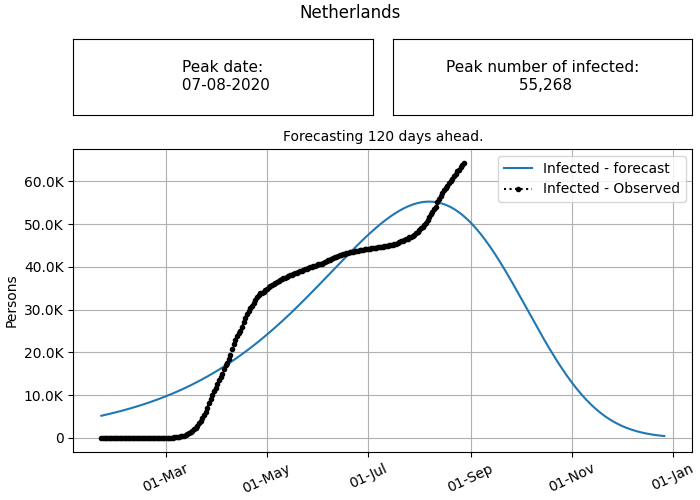 Netherlands
Peak date:
07-08-2020
Peak number of infected:
55,268
Forecasting 120 days ahead.
Infected - forecast
Infected - Observed
60.0K
50.0K
40.0K
30.0K
20.0K
10.0K
0
Persons
01-Mar
01-May
01-Jul
01-Sep
01-Nov
01-Jan